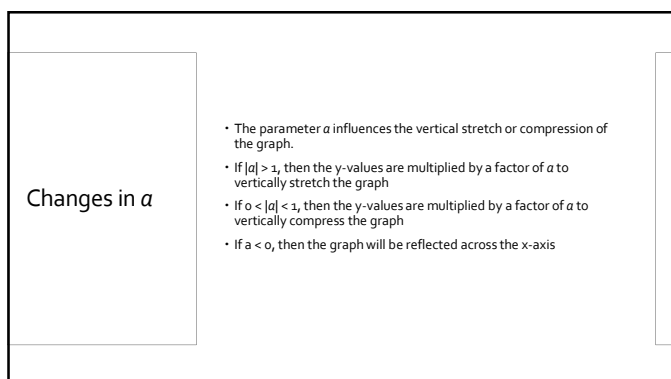 Changes in a
• The parameter a influences the vertical stretch or compression of
the graph.
• If |a| > 1, then the y-values are multiplied by a factor of a to
vertically stretch the graph
• If 0 < |a| < 1, then the y-values are multiplied by a factor of a to
vertically compress the graph
• If a < 0, then the graph will be reflected across the x-axis